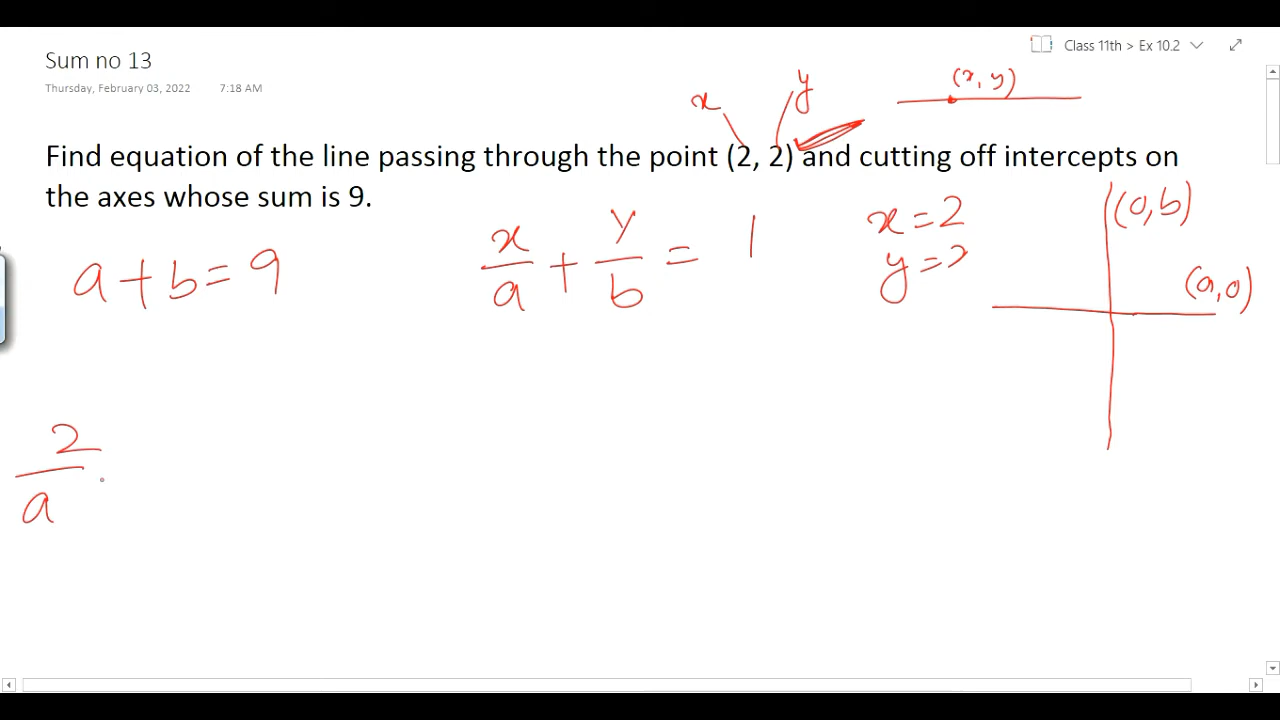 Sum no 13
Class 11th > Ex 10.2
Thursday, February 03, 2022 7:18 AM
x y (x, y)
Find equation of the line passing through the point (2, 2) and cutting off intercepts on
the axes whose sum is 9.
a + b = 9
x/a + y/b = 1
x = 2
y = 2
(0, b)
(a, 0)
2/a